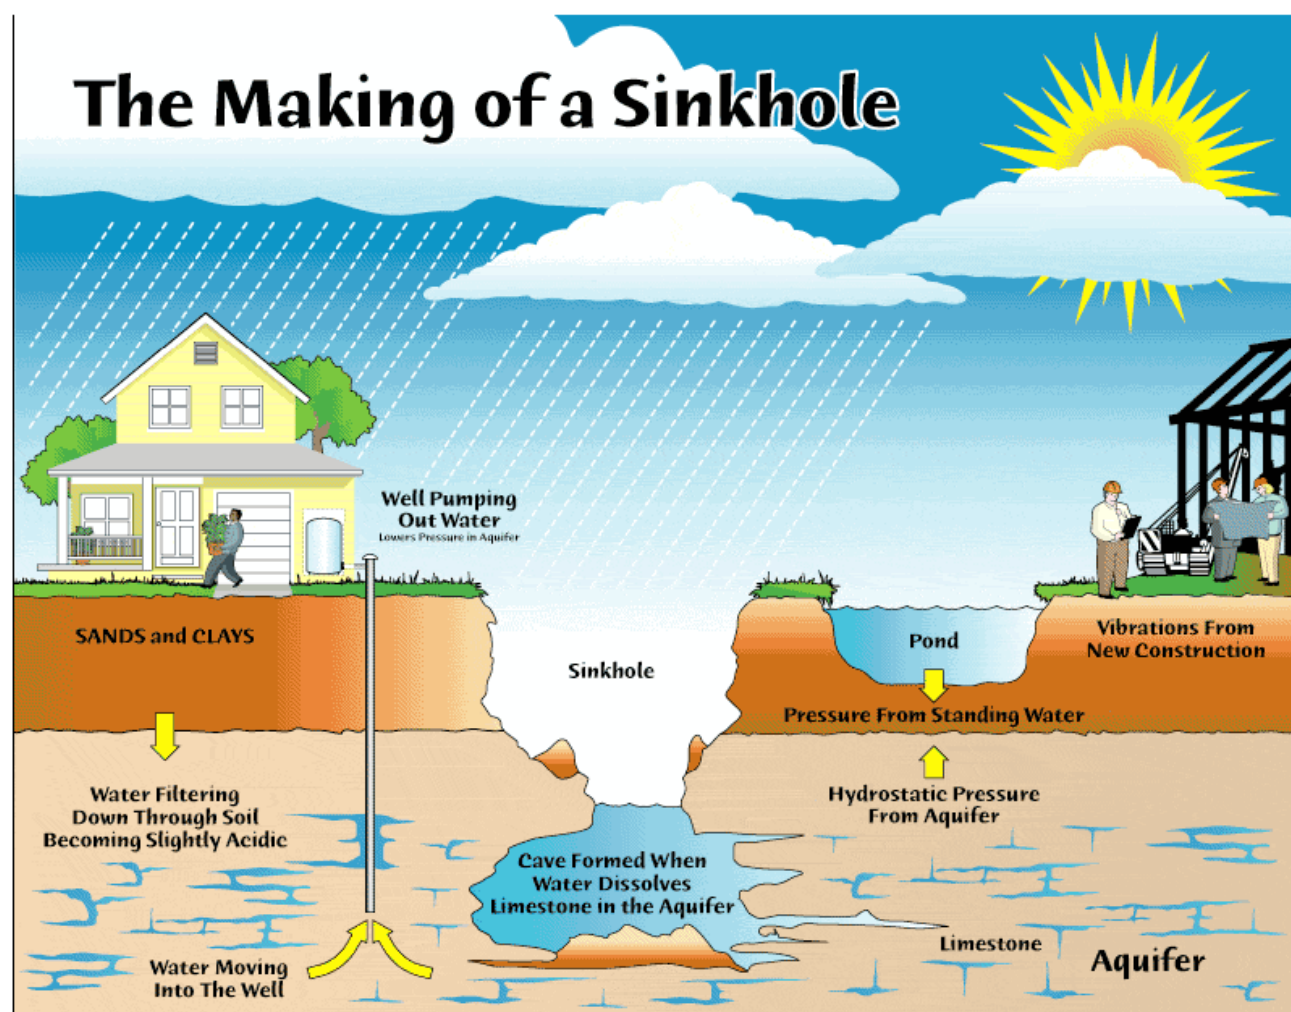 The Making of a Sinkhole
Well Pumping
Out Water
Lowers Pressure in Aquifer
SANDS and CLAYS
Sinkhole
Pond
Vibrations From
New Construction
Pressure From Standing Water
Water Filtering
Down Through Soil
Becoming Slightly Acidic
Hydrostatic Pressure
From Aquifer
Cave Formed When
Water Dissolves
Limestone in the Aquifer
Water Moving
Into The Well
Limestone
Aquifer